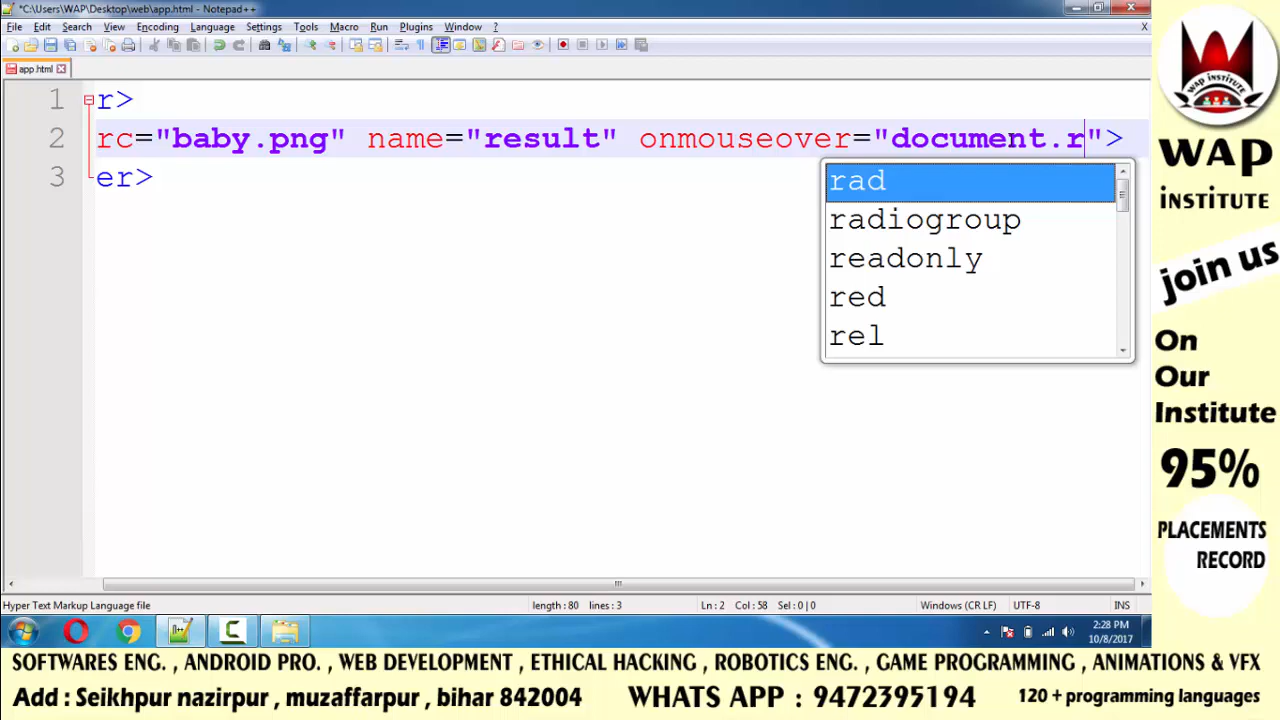 *C:\Users\WAP\Desktop\web\app.html - Notepad++
File Edit Search View Encoding Language Settings Tools Macro Run Plugins Window ? X
app.html
1 r>
2 rc="baby.png" name="result" onmouseover="document.r">
3 er>
rad
radiogroup
readonly
red
rel
Hyper Text Markup Language file length : 80 lines : 3 Ln : 2 Col : 58 Sel : 0 | 0 Windows (CR LF) UTF-8 INS
2:28 PM
10/8/2017
WAP
INSTITUTE
join us
On
Our
Institute
95%
PLACEMENTS
RECORD
SOFTWARES ENG. , ANDROID PRO. , WEB DEVELOPMENT , ETHICAL HACKING , ROBOTICS ENG. , GAME PROGRAMMING , ANIMATIONS & VFX
Add : Seikhpur nazirpur , muzaffarpur , bihar 842004 WHATS APP : 9472395194 120 + programming languages